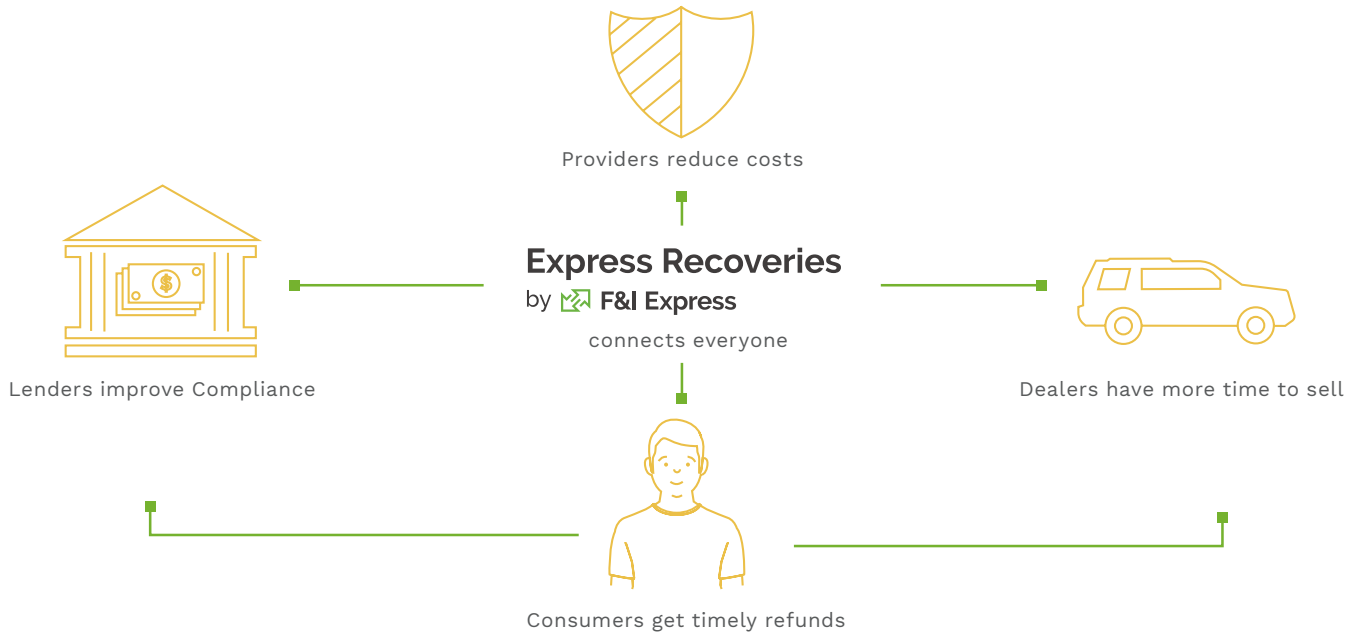 Providers reduce costs
Express Recoveries
by F&I Express
connects everyone
Lenders improve Compliance
Dealers have more time to sell
Consumers get timely refunds